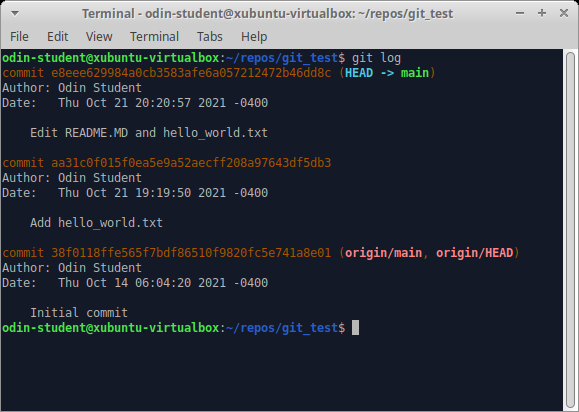 Terminal - odin-student@xubuntu-virtualbox: ~/repos/git_test
File Edit View Terminal Tabs Help
odin-student@xubuntu-virtualbox:~/repos/git_test$ git log
commit e8eee629984a0cb3583afe6a057212472b46dd8c (HEAD -> main)
Author: Odin Student
Date:   Thu Oct 21 20:20:57 2021 -0400
    Edit README.MD and hello_world.txt
commit aa31c0f015f0ea5e9a52aecff208a97643df5db3
Author: Odin Student
Date:   Thu Oct 21 19:19:50 2021 -0400
    Add hello_world.txt
commit 38f0118ffe565f7bdf86510f9820fc5e741a8e01 (origin/main, origin/HEAD)
Author: Odin Student
Date:   Thu Oct 14 06:04:20 2021 -0400
    Initial commit
odin-student@xubuntu-virtualbox:~/repos/git_test$